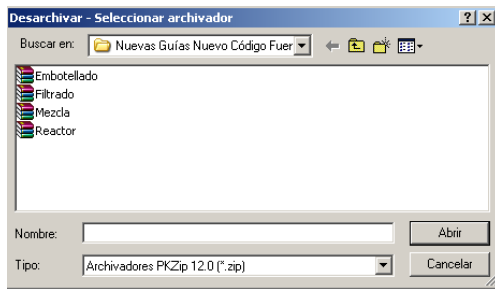 Desarchivar - Seleccionar archivador
Buscar en: Nuevas Guías Nuevo Código Fuer
Embotellado
Filtrado
Mezcla
Reactor
Nombre: Abrir
Tipo: Archivadores PKZip 12.0 (*.zip) Cancelar